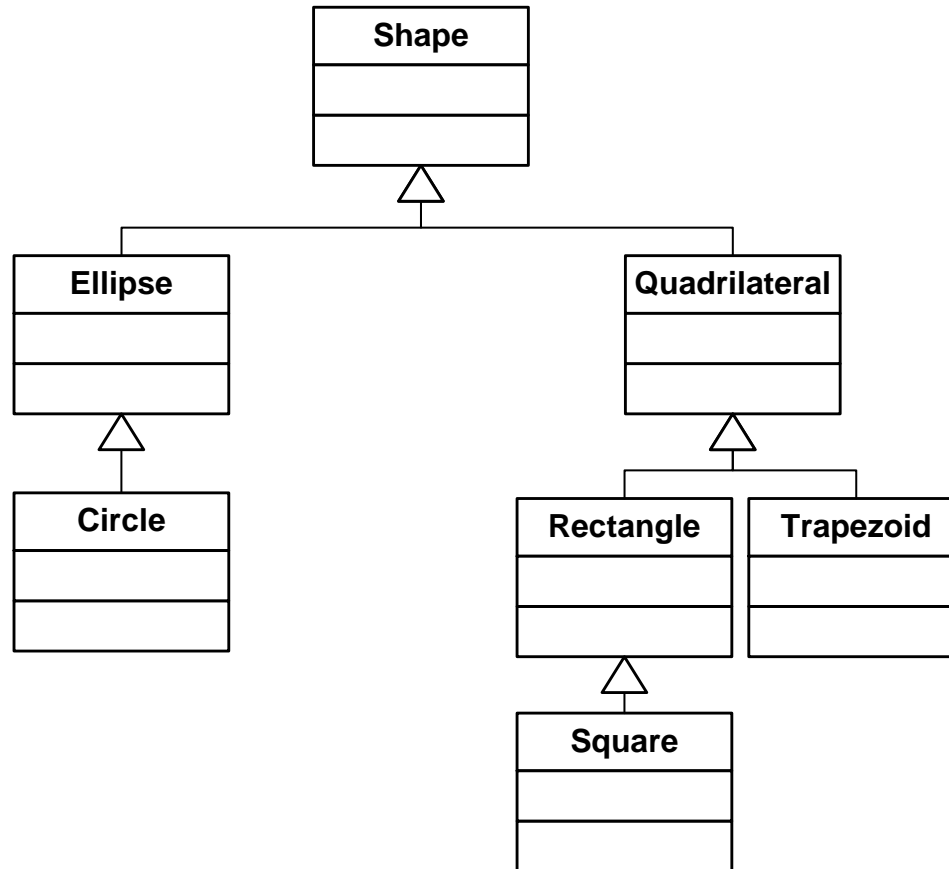 Shape
Ellipse
Quadrilateral
Circle
Rectangle
Trapezoid
Square